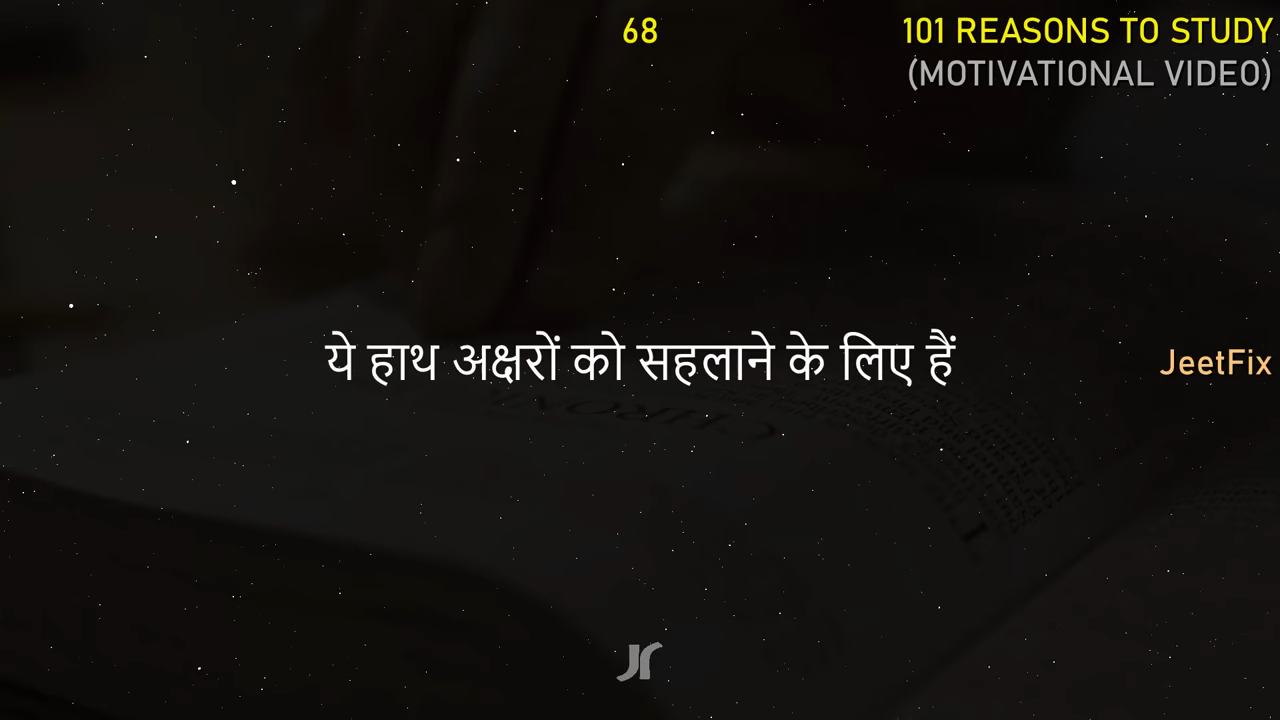 68
101 REASONS TO STUDY
(MOTIVATIONAL VIDEO)
ये हाथ अक्षरों को सहलाने के लिए हैं
JeetFix